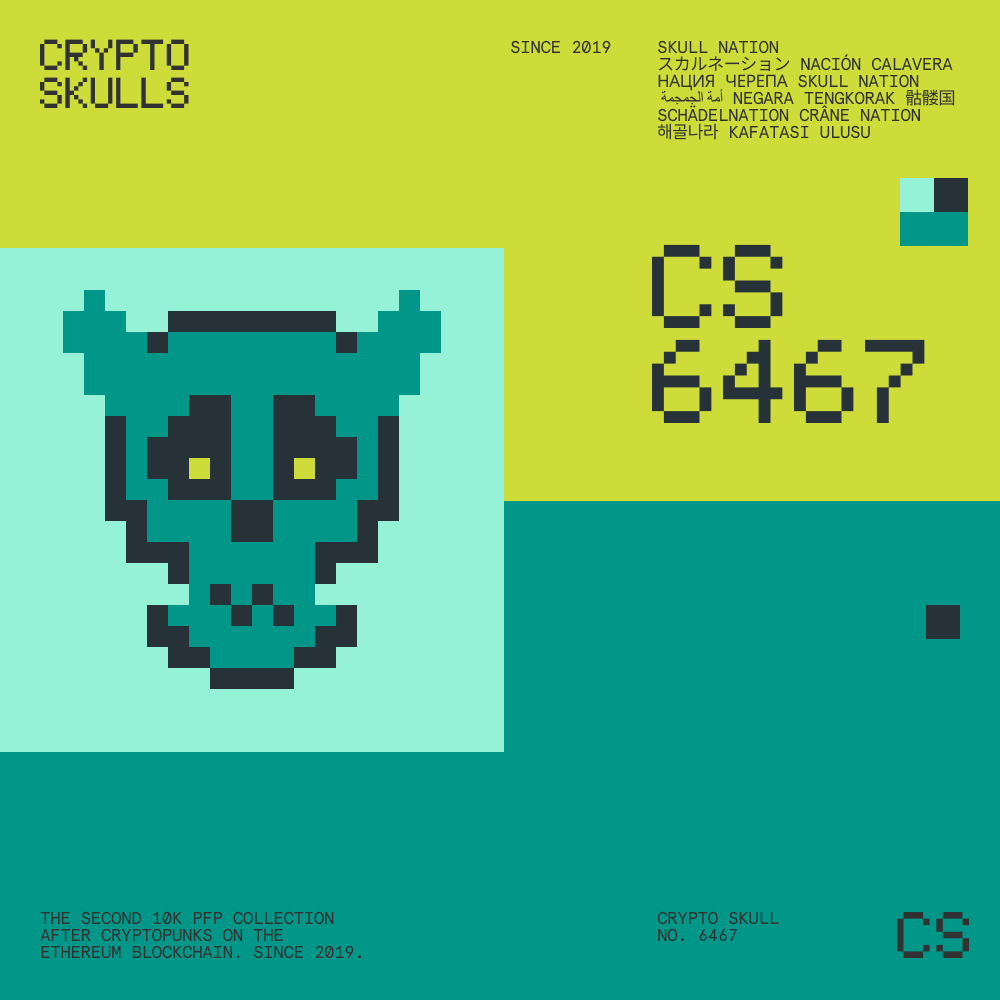 CRYPTO
SKULLS
SINCE 2019
SKULL NATION
スカルネーション NACIÓN CALAVERA
НАЦИЯ ЧЕРЕПА SKULL NATION
أمة الجمجمة NEGARA TENGKORAK 骷髅国
SCHÄDELNATION CRÂNE NATION
해골나라 KAFATASI ULUSU
CS
6467
THE SECOND 10K PFP COLLECTION
AFTER CRYPTOPUNKS ON THE
ETHEREUM BLOCKCHAIN. SINCE 2019.
CRYPTO SKULL
NO. 6467
CS